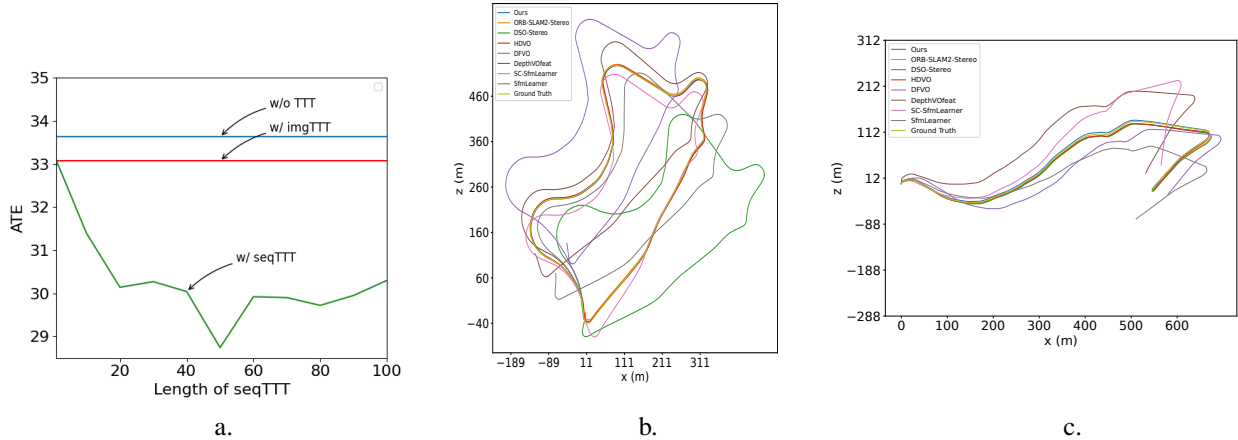 35
34
33
32
31
30
29
ATE
w/o TTT
w/ imgTTT
w/ seqTTT
20 40 60 80 100
Length of seqTTT
a.
Ours
ORB-SLAM2-Stereo
DSO-Stereo
HDVO
DFVO
DepthVOfeat
SC-SfmLearner
SfmLearner
Ground Truth
460
360
260
160
60
−40
z (m)
−189 −89 11 111 211 311
x (m)
b.
312
212
112
12
−88
−188
−288
z (m)
Ours
ORB-SLAM2-Stereo
DSO-Stereo
HDVO
DFVO
DepthVOfeat
SC-SfmLearner
SfmLearner
Ground Truth
0 100 200 300 400 500 600
x (m)
c.